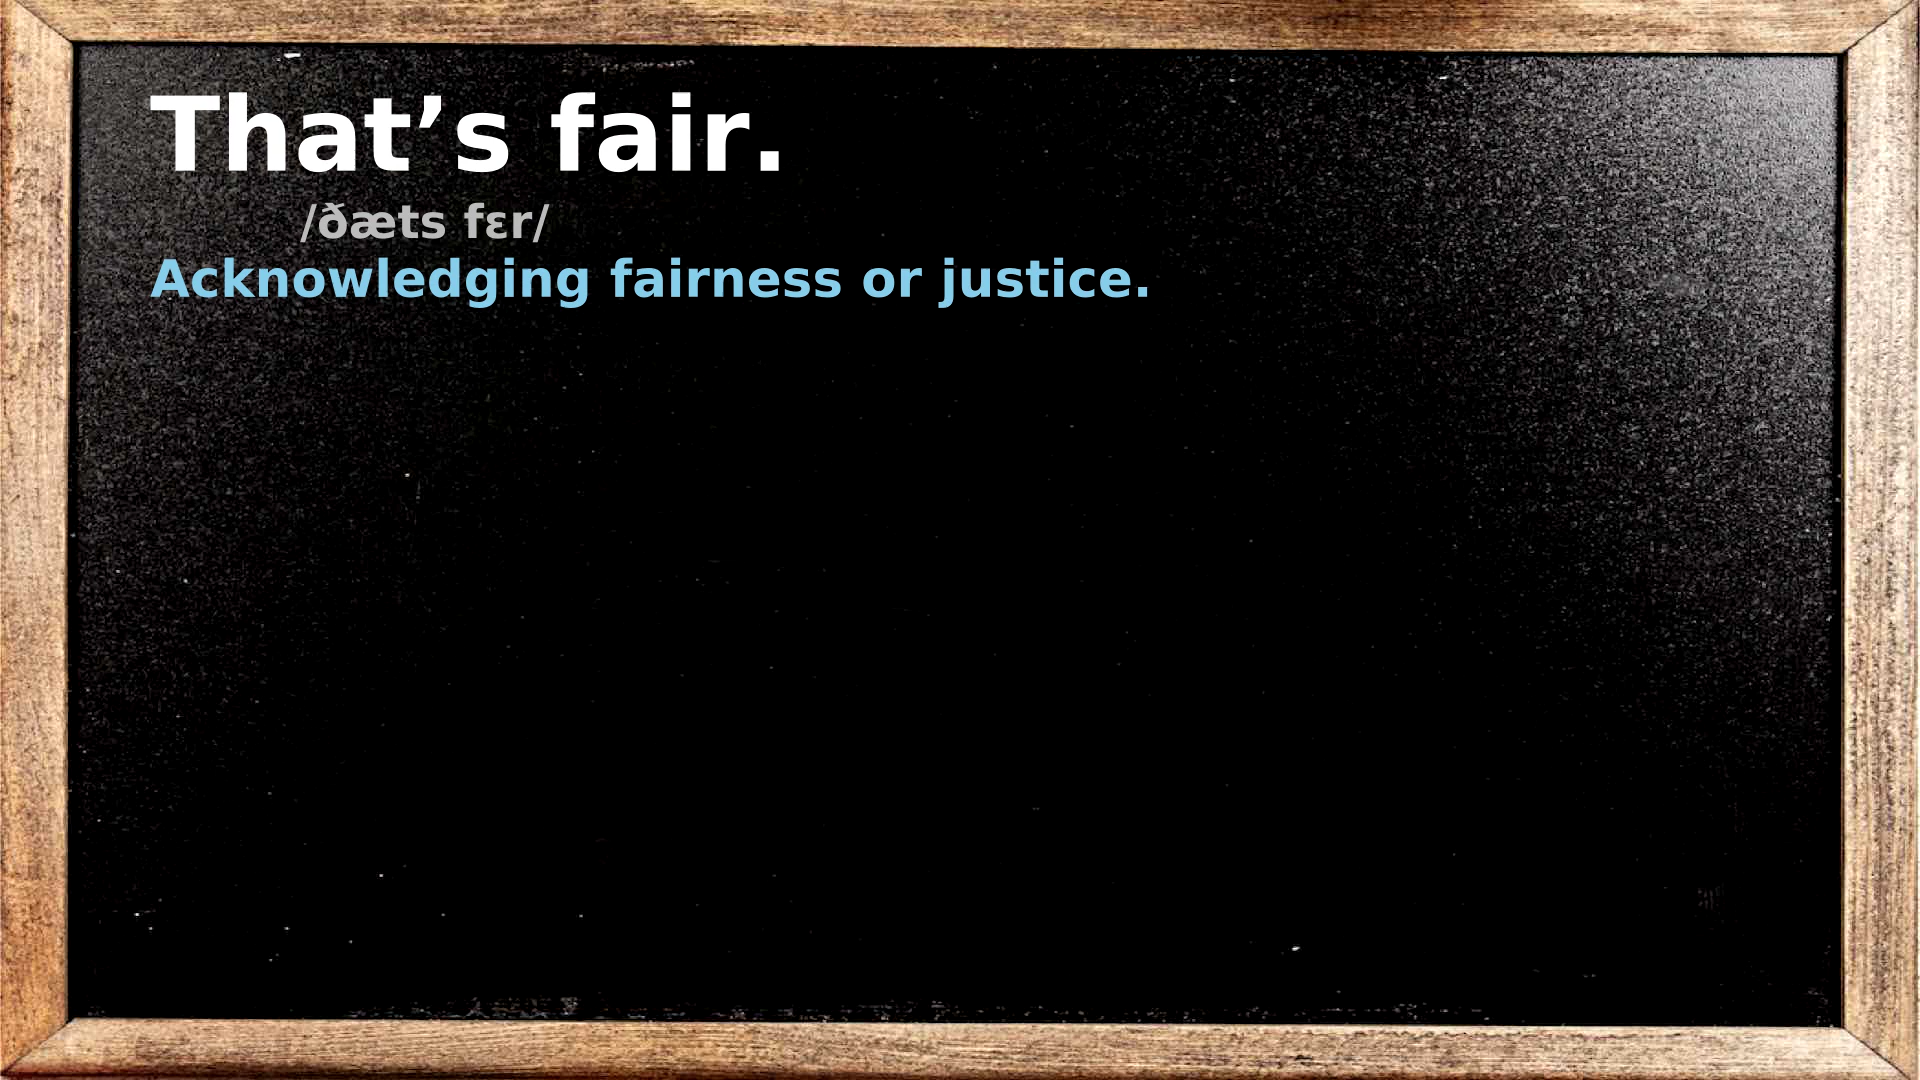 That’s fair.
/ðæts fɛr/
Acknowledging fairness or justice.